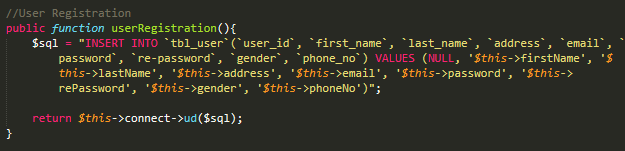 //User Registration
public function userRegistration(){
$sql = "INSERT INTO `tbl_user`(`user_id`, `first_name`, `last_name`, `address`, `email`, `
password`, `re-password`, `gender`, `phone_no`) VALUES (NULL, '$this->firstName', '$
this->lastName', '$this->address', '$this->email', '$this->password', '$this->
rePassword', '$this->gender', '$this->phoneNo')";
return $this->connect->ud($sql);
}